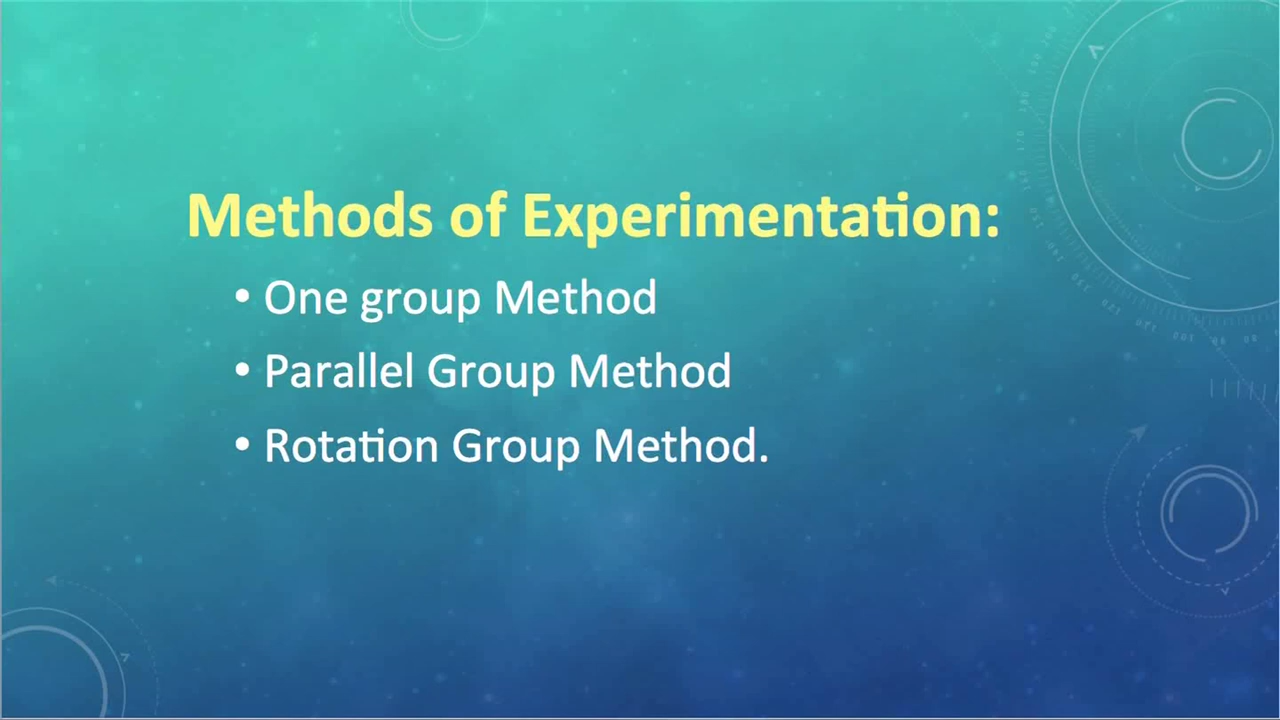 Methods of Experimentation:
• One group Method
• Parallel Group Method
• Rotation Group Method.